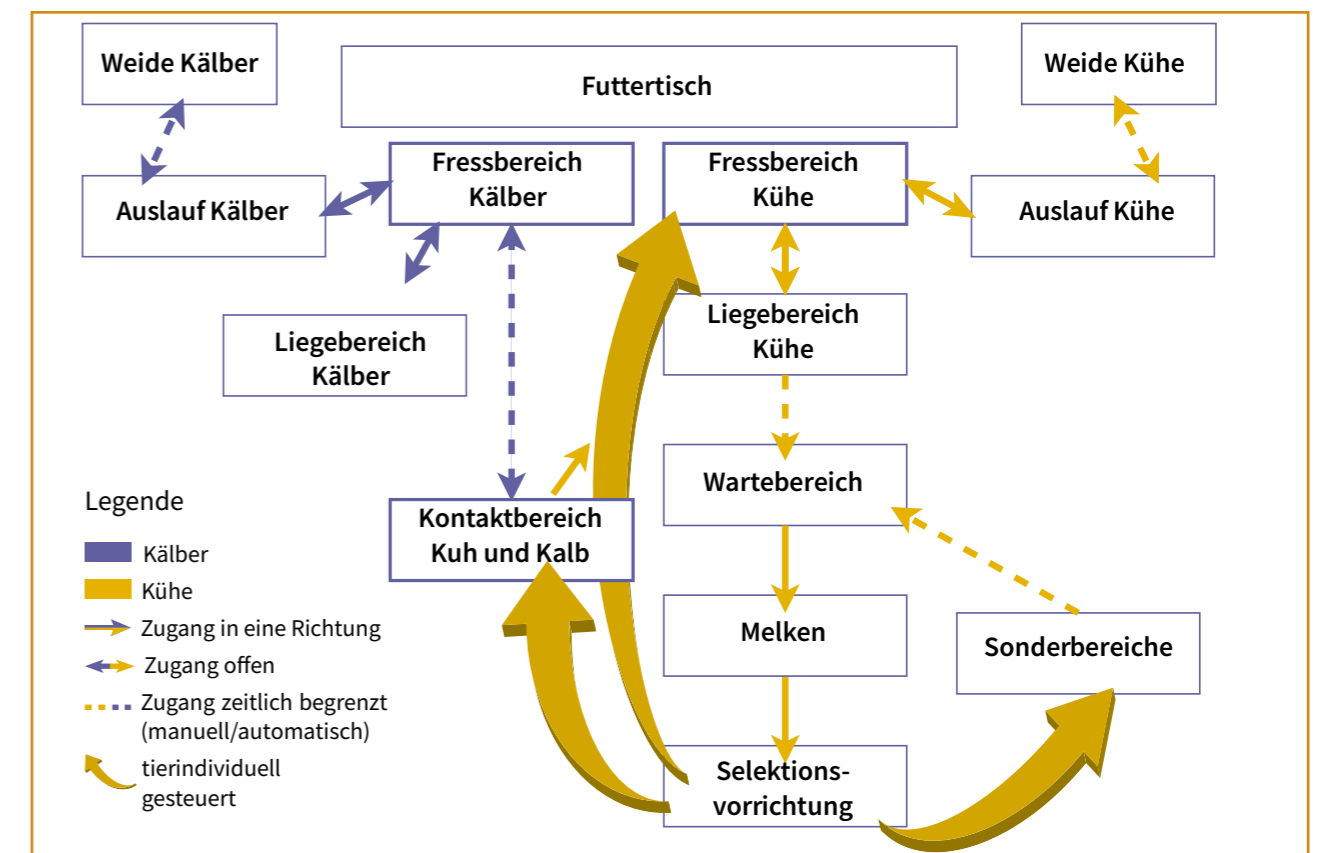 Weide Kälber
Futtertisch
Weide Kühe
Auslauf Kälber
Fressbereich
Kälber
Fressbereich
Kühe
Auslauf Kühe
Liegebereich
Kälber
Liegebereich
Kühe
Wartebereich
Kontaktbereich
Kuh und Kalb
Melken
Sonderbereiche
Selektions-
vorrichtung
Legende
Kälber
Kühe
Zugang in eine Richtung
Zugang offen
Zugang zeitlich begrenzt
(manuell/automatisch)
tierindividuell
gesteuert